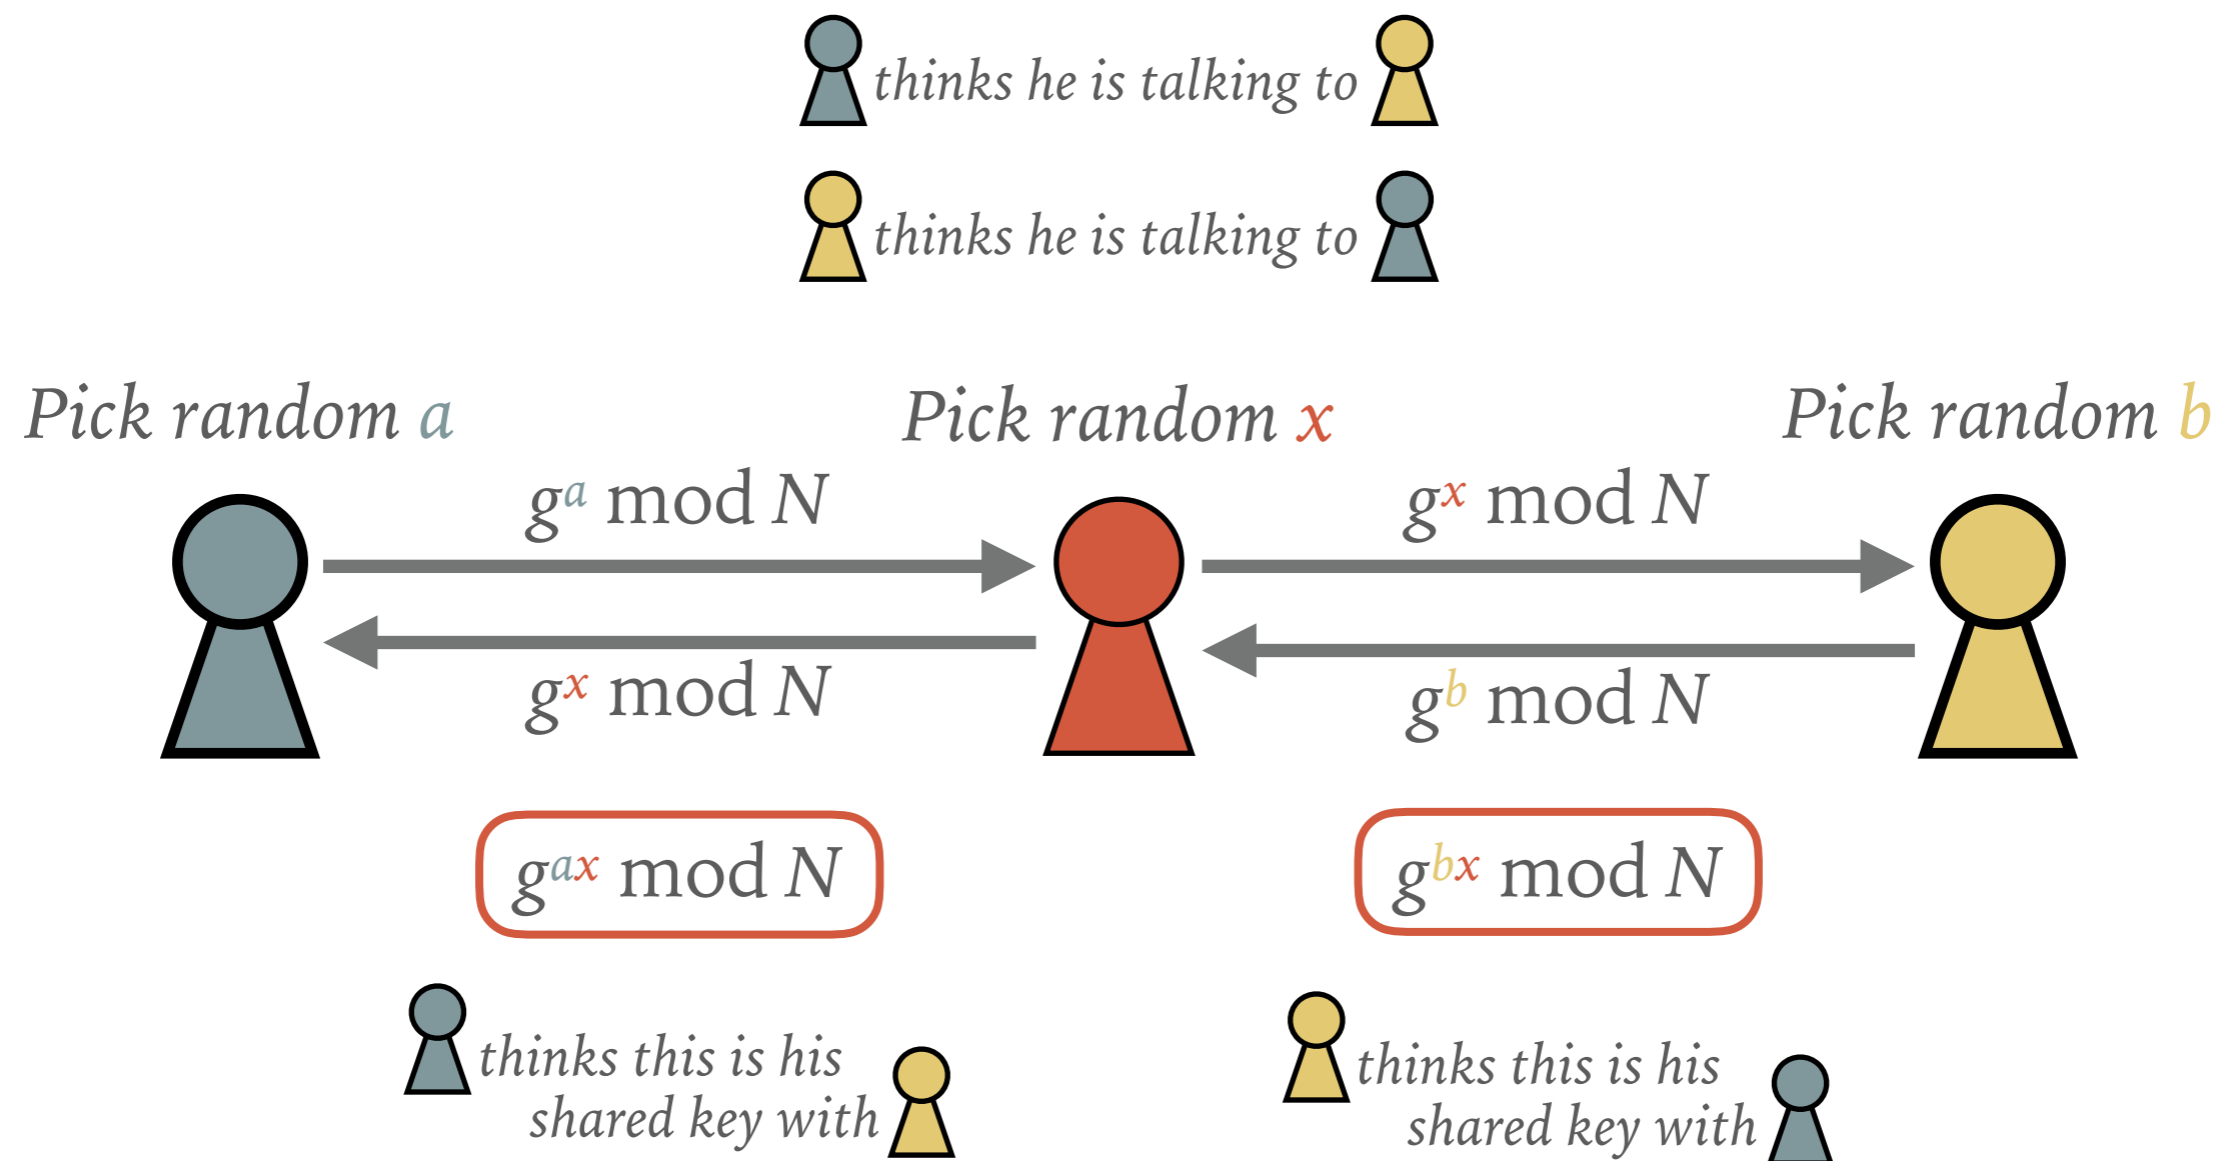 thinks he is talking to
thinks he is talking to
Pick random a
Pick random x
Pick random b
gᵃ mod N
gˣ mod N
gˣ mod N
gᵇ mod N
gᵃˣ mod N
gᵇˣ mod N
thinks this is his
shared key with
thinks this is his
shared key with